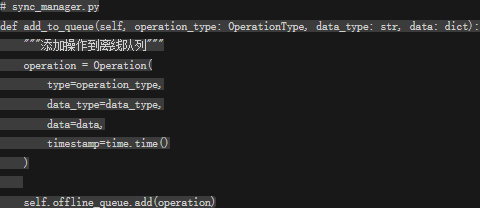 # sync_manager.py
def add_to_queue(self, operation_type: OperationType, data_type: str, data: dict):
    """添加操作到离线队列"""
    operation = Operation(
        type=operation_type,
        data_type=data_type,
        data=data,
        timestamp=time.time()
    )
    self.offline_queue.add(operation)